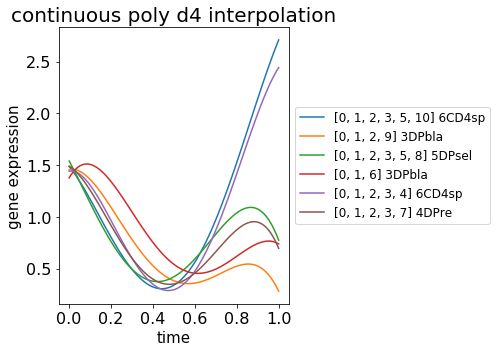 continuous poly d4 interpolation
gene expression
2.5
2.0
1.5
1.0
0.5
0.0 0.2 0.4 0.6 0.8 1.0
time
[0, 1, 2, 3, 5, 10] 6CD4sp
[0, 1, 2, 9] 3DPbla
[0, 1, 2, 3, 5, 8] 5DPsel
[0, 1, 6] 3DPbla
[0, 1, 2, 3, 4] 6CD4sp
[0, 1, 2, 3, 7] 4DPre